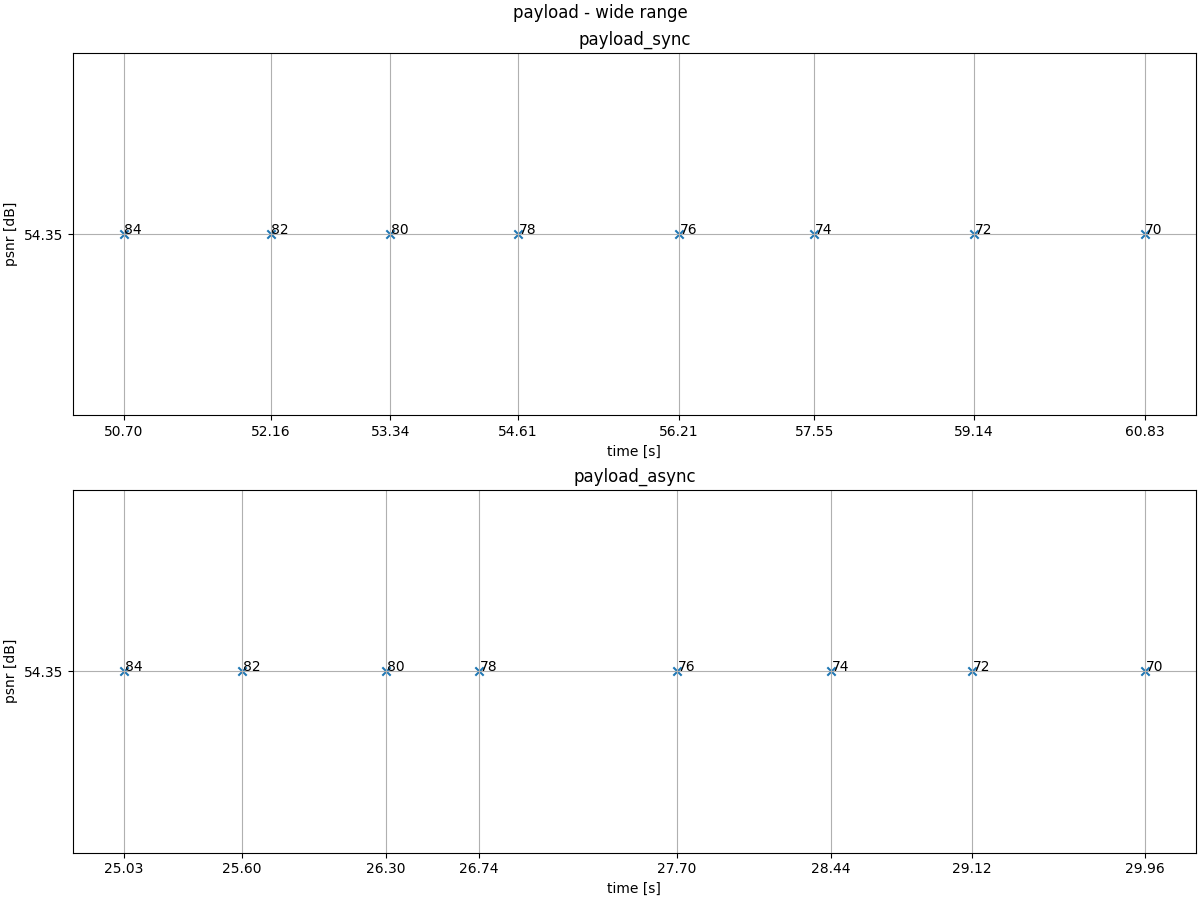 payload - wide range
payload_sync
psnr [dB]
54.35
84 82 80 78 76 74 72 70
50.70 52.16 53.34 54.61 56.21 57.55 59.14 60.83
time [s]
payload_async
psnr [dB]
54.35
84 82 80 78 76 74 72 70
25.03 25.60 26.30 26.74 27.70 28.44 29.12 29.96
time [s]